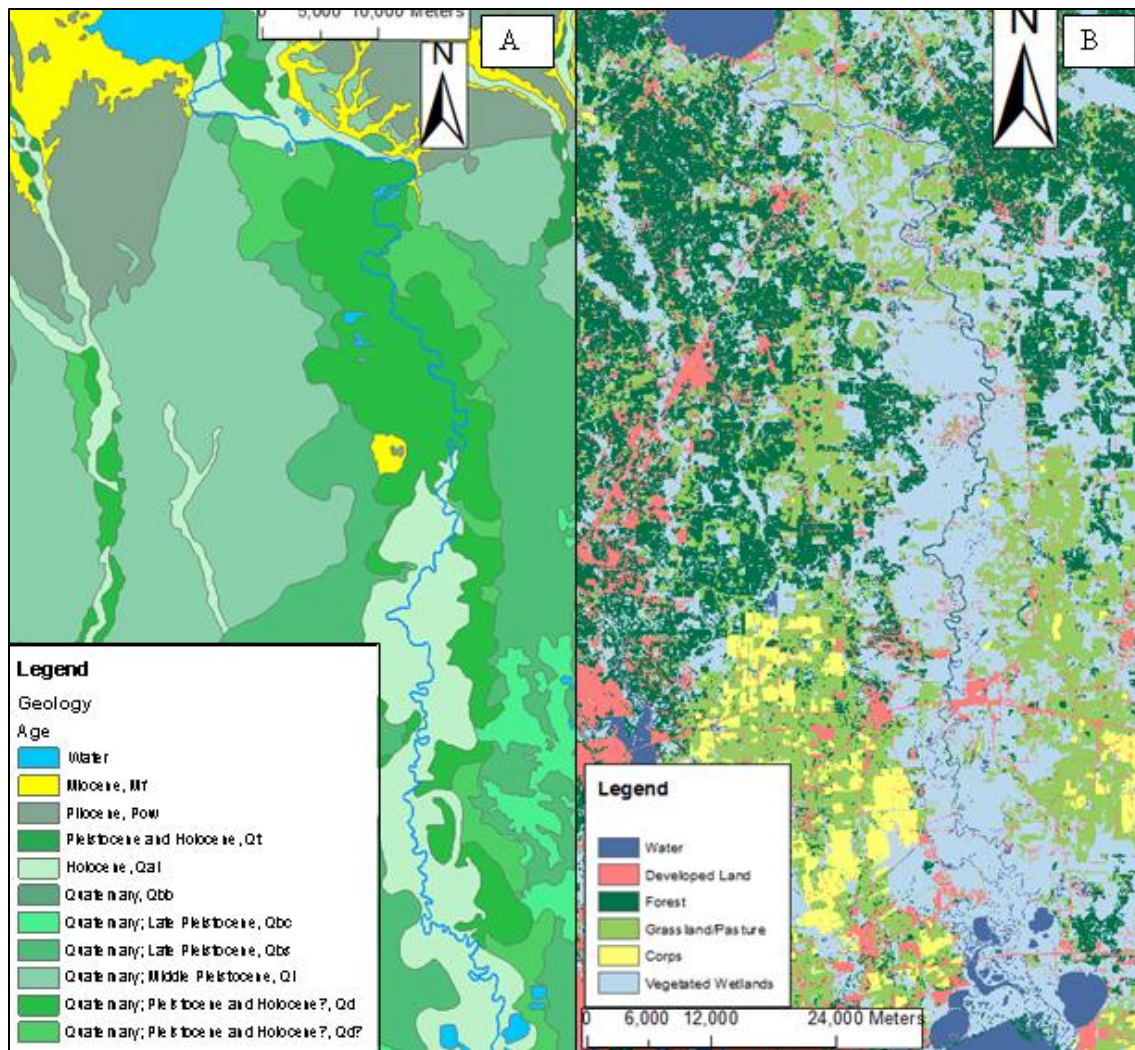 0 5,000 10,000 Meters
N
A
Legend
Geology
Age
Water
Miocene, Mf
Pliocene, Pow
Pleistocene and Holocene, Qt
Holocene, Qal
Quaternary, Qbb
Quaternary; Late Pleistocene, Qbc
Quaternary; Late Pleistocene, Qbs
Quaternary; Middle Pleistocene, Ql
Quaternary; Pleistocene and Holocene?, Qd
Quaternary; Pleistocene and Holocene?, Qd?
N
B
Legend
Water
Developed Land
Forest
Grassland/Pasture
Corps
Vegetated Wetlands
0 6,000 12,000 24,000 Meters